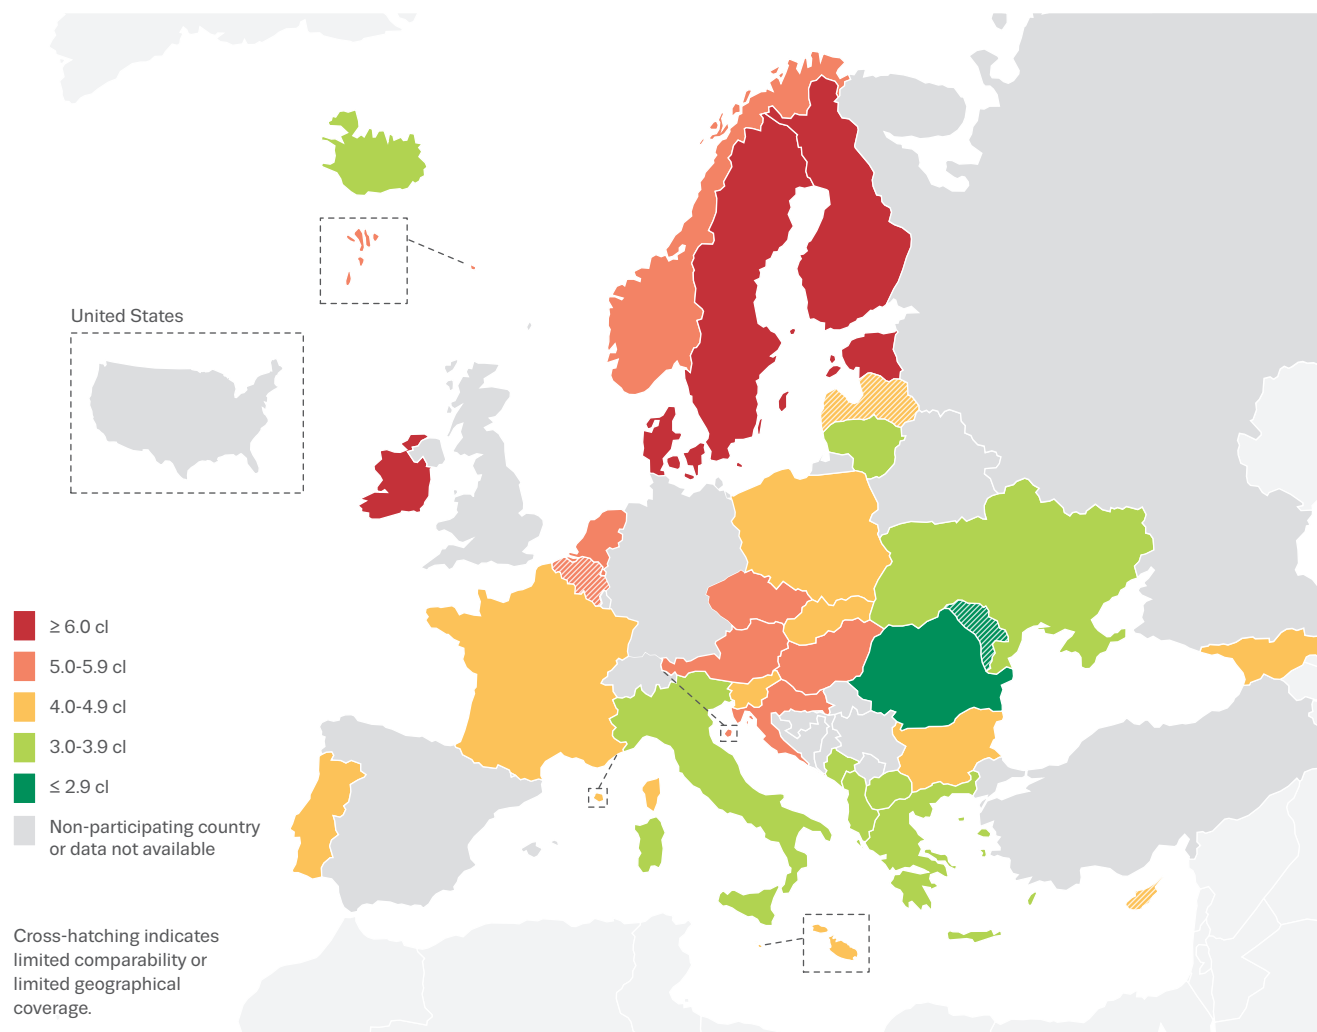 United States
≥ 6.0 cl
5.0-5.9 cl
4.0-4.9 cl
3.0-3.9 cl
≤ 2.9 cl
Non-participating country
or data not available
Cross-hatching indicates
limited comparability or
limited geographical
coverage.